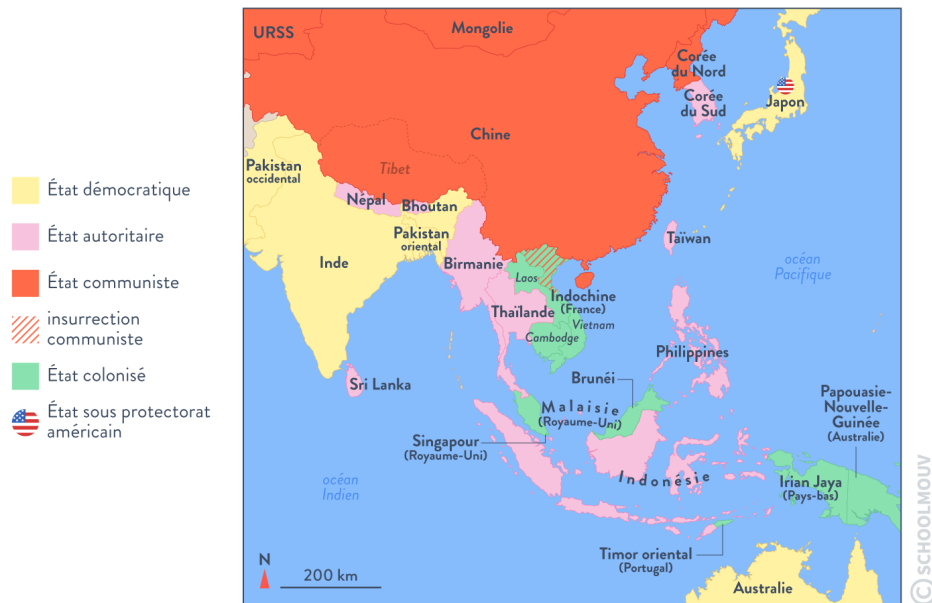 État démocratique
État autoritaire
État communiste
insurrection
communiste
État colonisé
État sous protectorat
américain
URSS
Mongolie
Corée
du Nord
Corée
du Sud
Japon
Chine
Pakistan
occidental
Tibet
Népal
Bhoutan
Pakistan
oriental
Taïwan
Inde
Birmanie
océan
Pacifique
Laos
Indochine
(France)
Thaïlande
Vietnam
Cambodge
Philippines
Brunéi
Sri Lanka
Malaisie
(Royaume-Uni)
Papouasie-
Nouvelle-
Guinée
(Australie)
Singapour
(Royaume-Uni)
Indonésie
Irian Jaya
(Pays-bas)
océan
Indien
Timor oriental
(Portugal)
N
200 km
Australie
© SCHOOLMOUV